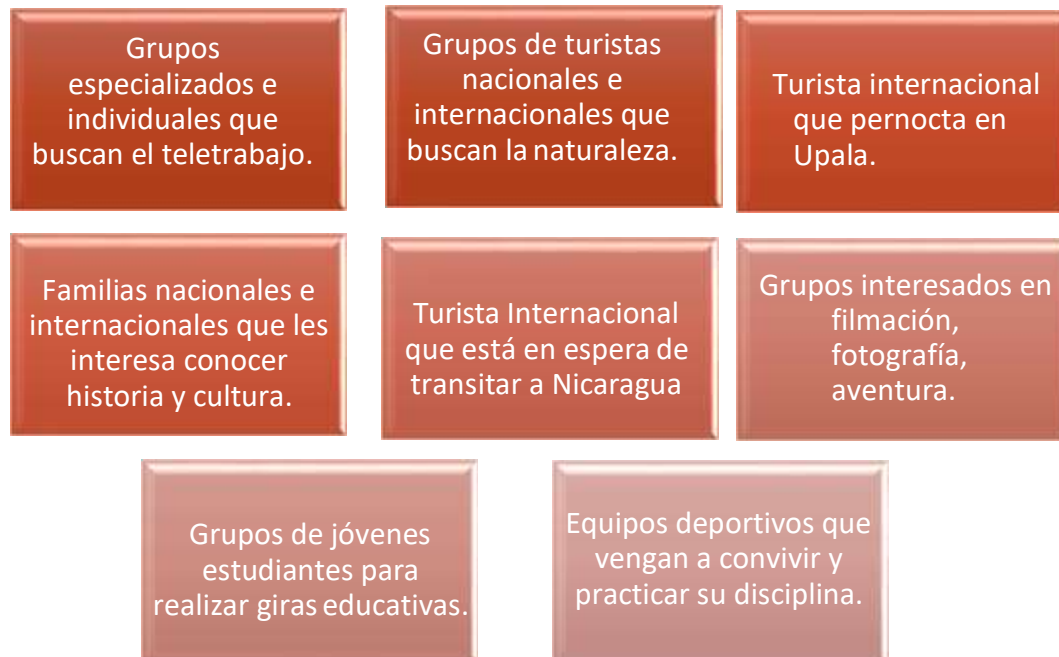 Grupos
especializados e
individuales que
buscan el teletrabajo.
Grupos de turistas
nacionales e
internacionales que
buscan la naturaleza.
Turista internacional
que pernocta en
Upala.
Familias nacionales e
internacionales que les
interesa conocer
historia y cultura.
Turista Internacional
que está en espera de
transitar a Nicaragua
Grupos interesados en
filmación,
fotografía,
aventura.
Grupos de jóvenes
estudiantes para
realizar giras educativas.
Equipos deportivos que
vengan a convivir y
practicar su disciplina.